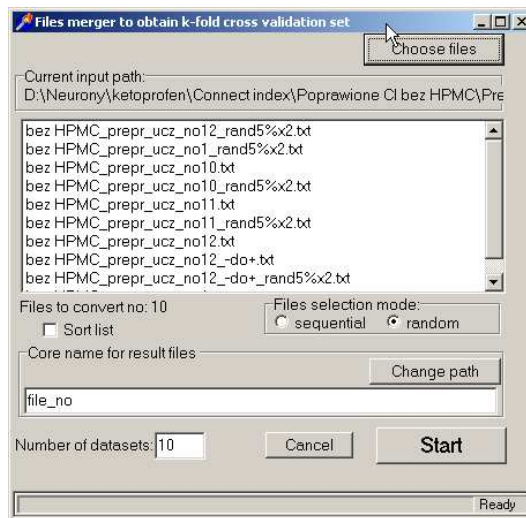 Files merger to obtain k-fold cross validation set
Choose files
Current input path:
D:\Neurony\ketoprofen\Connect index\Poprawione CI bez HPMC\Pre
bez HPMC_prepr_ucz_no12_rand5%x2.txt
bez HPMC_prepr_ucz_no1_rand5%x2.txt
bez HPMC_prepr_ucz_no10.txt
bez HPMC_prepr_ucz_no10_rand5%x2.txt
bez HPMC_prepr_ucz_no11.txt
bez HPMC_prepr_ucz_no11_rand5%x2.txt
bez HPMC_prepr_ucz_no12.txt
bez HPMC_prepr_ucz_no12_-do+.txt
bez HPMC_prepr_ucz_no12_-do+_rand5%x2.txt
Files to convert no: 10
Files selection mode:
Sort list
sequential random
Core name for result files
Change path
file_no
Number of datasets: 10 Cancel Start
Ready